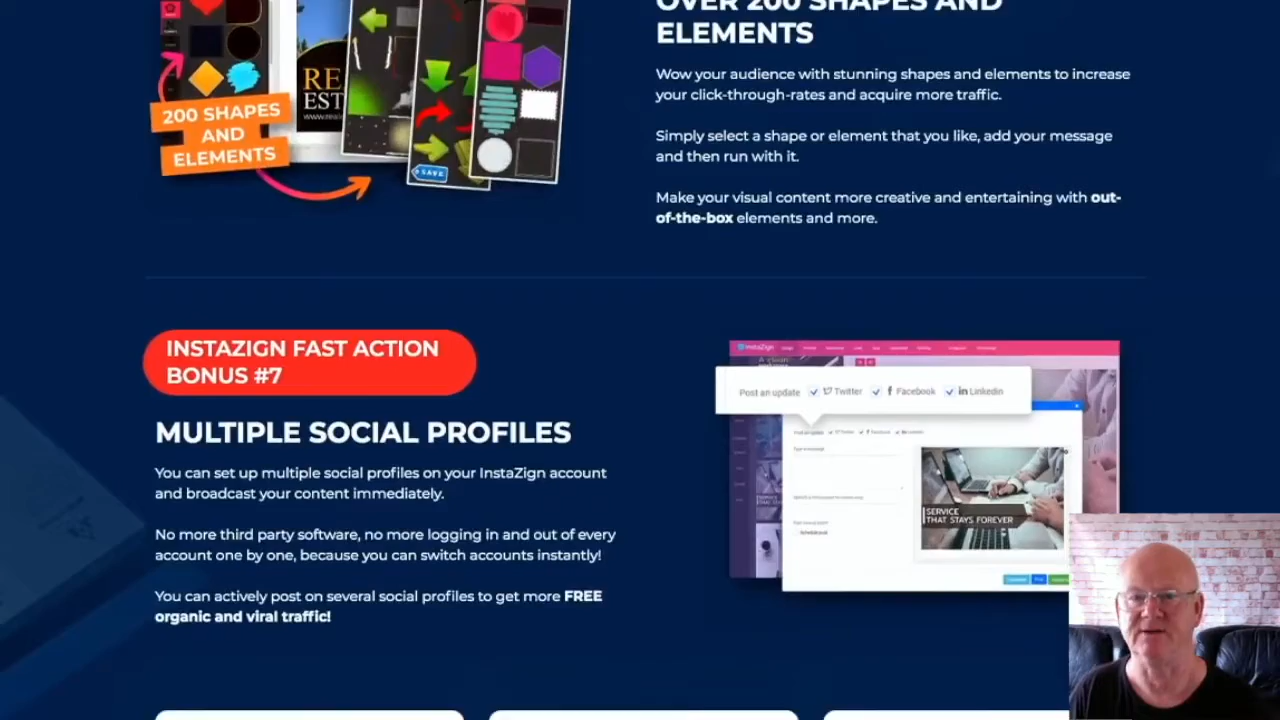 OVER 200 SHAPES AND
ELEMENTS
Wow your audience with stunning shapes and elements to increase
your click-through-rates and acquire more traffic.
Simply select a shape or element that you like, add your message
and then run with it.
Make your visual content more creative and entertaining with out-
of-the-box elements and more.
200 SHAPES
AND
ELEMENTS
RE
EST
SAVE
INSTAZIGN FAST ACTION
BONUS #7
MULTIPLE SOCIAL PROFILES
You can set up multiple social profiles on your InstaZign account
and broadcast your content immediately.
No more third party software, no more logging in and out of every
account one by one, because you can switch accounts instantly!
You can actively post on several social profiles to get more FREE
organic and viral traffic!
InstaZign
Post an update Twitter Facebook Linkedin
SERVICE
THAT STAYS FOREVER